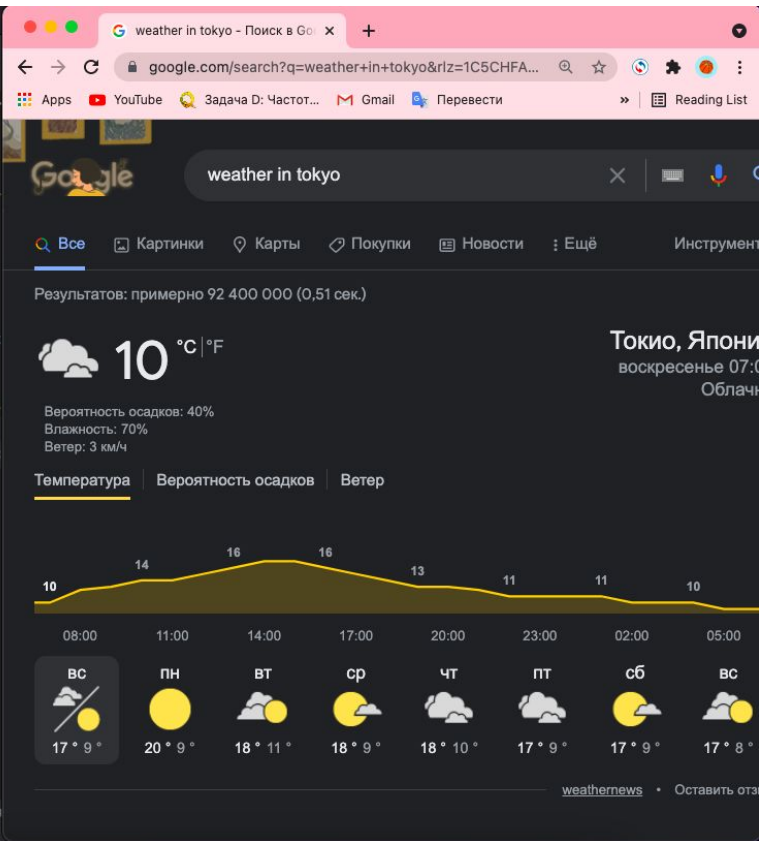 weather in tokyo - Поиск в Goo
google.com/search?q=weather+in+tokyo&rlz=1C5CHFA...
Apps YouTube Задача D: Частот... Gmail Перевести » Reading List
Google weather in tokyo
Все Картинки Карты Покупки Новости Ещё Инструмент
Результатов: примерно 92 400 000 (0,51 сек.)
10 °C | °F
Токио, Япони
воскресенье 07:0
Облачн
Вероятность осадков: 40%
Влажность: 70%
Ветер: 3 км/ч
Температура Вероятность осадков Ветер
10 14 16 16 13 11 11 10
08:00 11:00 14:00 17:00 20:00 23:00 02:00 05:00
вс пн вт ср чт пт сб вс
17° 9° 20° 9° 18° 11° 18° 9° 18° 10° 17° 9° 17° 9° 17° 8°
weathernews • Оставить отз